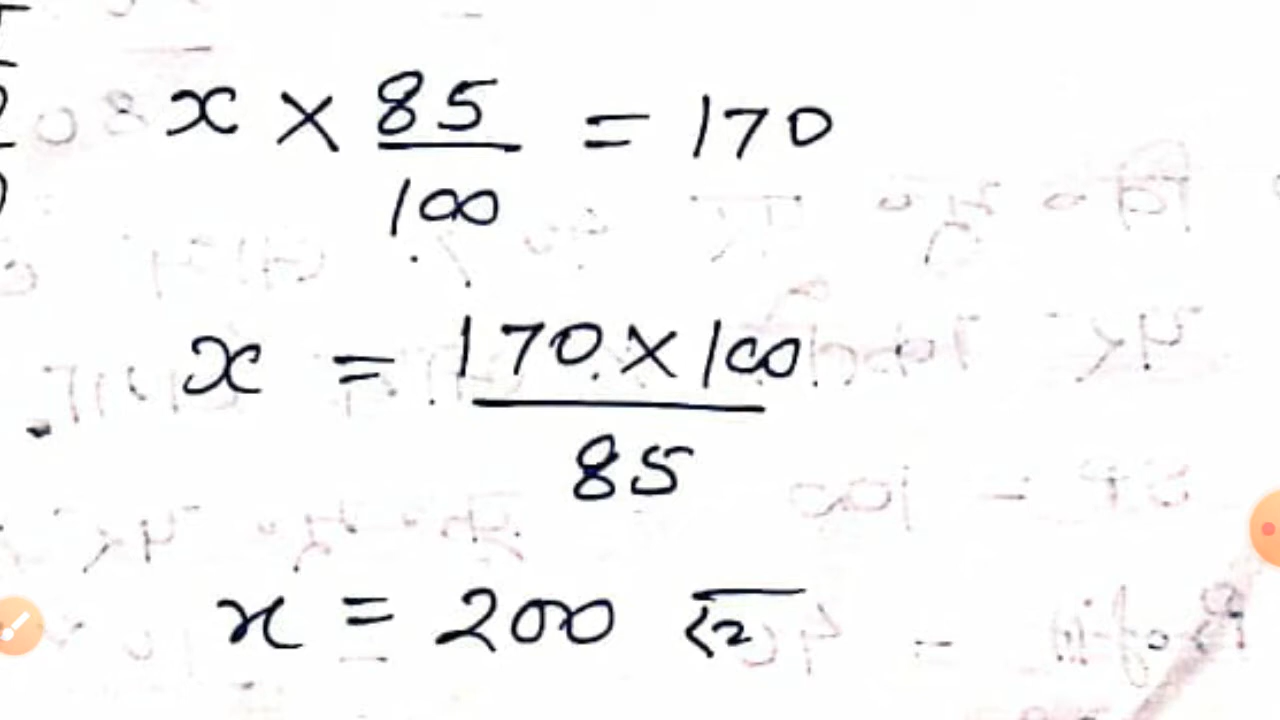 x × 85/100 = 170
x = 170 × 100 / 85
x = 200